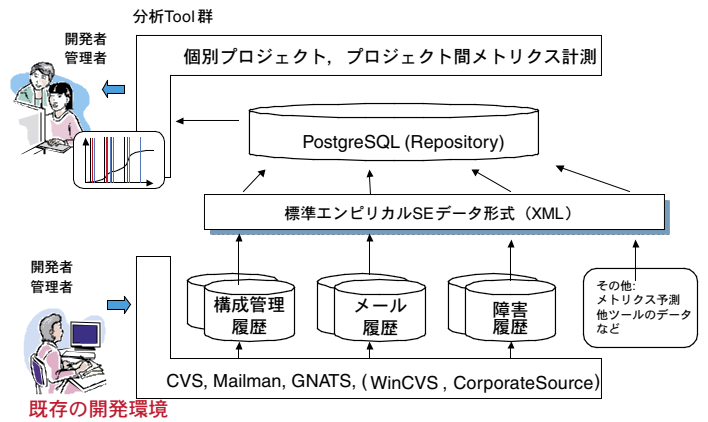 分析Tool群
開発者
管理者
個別プロジェクト，プロジェクト間メトリクス計測
PostgreSQL (Repository)
標準エンピリカルSEデータ形式（XML）
開発者
管理者
構成管理
履歴
メール
履歴
障害
履歴
その他:
メトリクス予測
他ツールのデータ
など
CVS, Mailman, GNATS, ( WinCVS , CorporateSource)
既存の開発環境